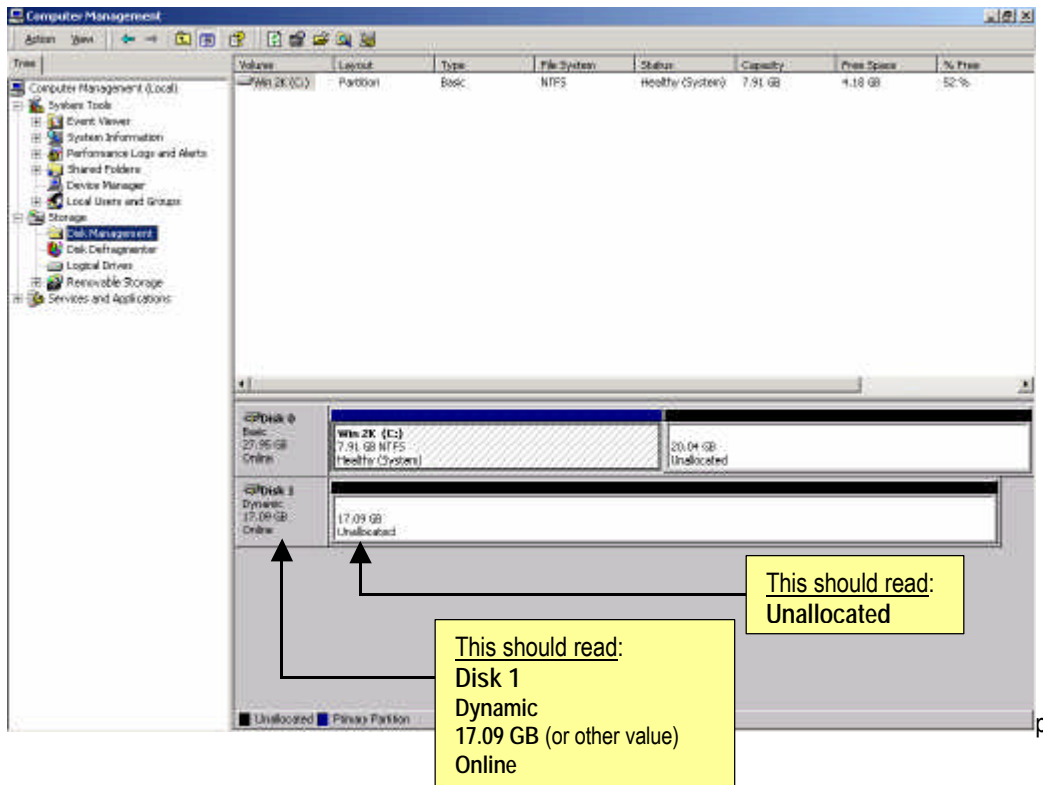 Computer Management
Action View
Tree
Computer Management (Local)
System Tools
Event Viewer
System Information
Performance Logs and Alerts
Shared Folders
Device Manager
Local Users and Groups
Storage
Disk Management
Disk Defragmenter
Logical Drives
Removable Storage
Services and Applications
Volume Layout Type File System Status Capacity Free Space % Free
Win 2K (C:) Partition Basic NTFS Healthy (System) 7.91 GB 4.18 GB 52 %
Disk 0
Basic
27.95 GB
Online
Win 2K (C:)
7.91 GB NTFS
Healthy (System)
20.04 GB
Unallocated
Disk 1
Dynamic
17.09 GB
Online
17.09 GB
Unallocated
This should read:
Unallocated
This should read:
Disk 1
Dynamic
17.09 GB (or other value)
Online
Unallocated Primary Partition
p